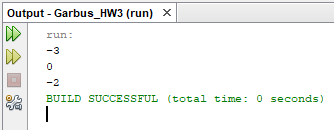 Output - Garbus_HW3 (run) ×
run:
-3
0
-2
BUILD SUCCESSFUL (total time: 0 seconds)